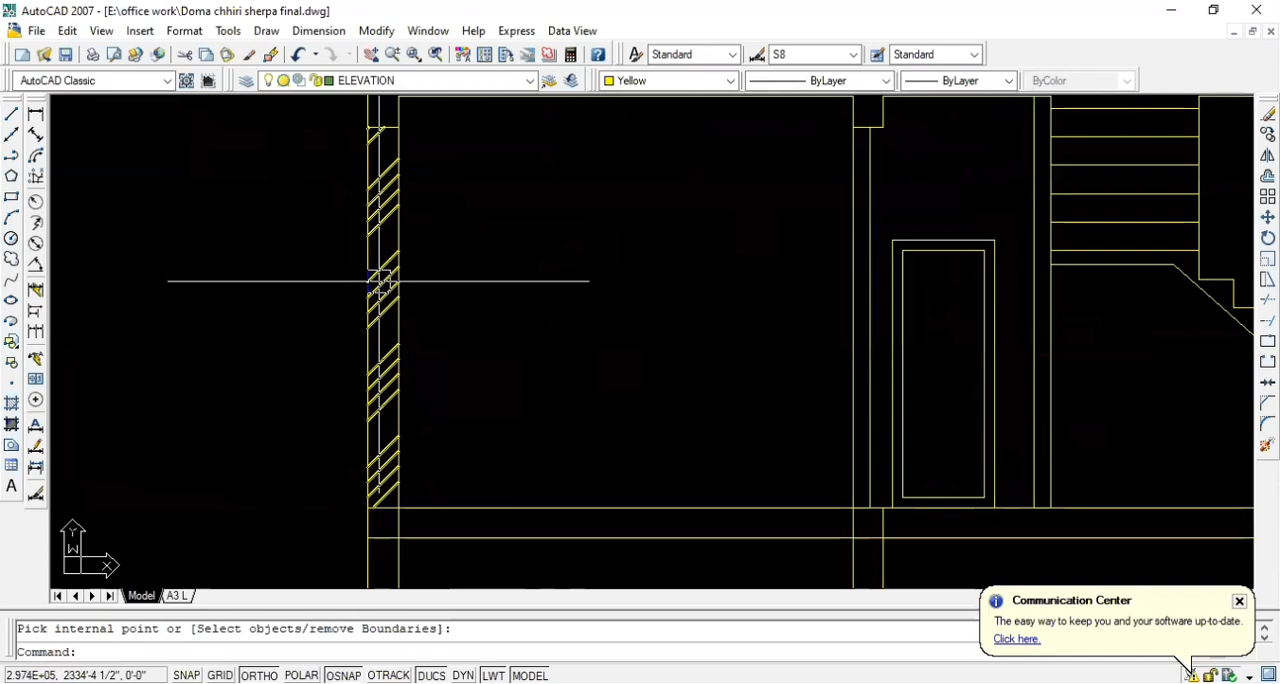 AutoCAD 2007 - [E:\office work\Doma chhiri sherpa final.dwg]
File Edit View Insert Format Tools Draw Dimension Modify Window Help Express Data View
Standard S8 Standard
AutoCAD Classic ELEVATION Yellow ByLayer ByLayer ByColor
A
Y
W
X
Model A3 L
Communication Center
The easy way to keep you and your software up-to-date.
Click here.
Pick internal point or [Select objects/remove Boundaries]:
Command:
2.974E+05, 2334'-4 1/2", 0'-0" SNAP GRID ORTHO POLAR OSNAP OTRACK DUCS DYN LWT MODEL